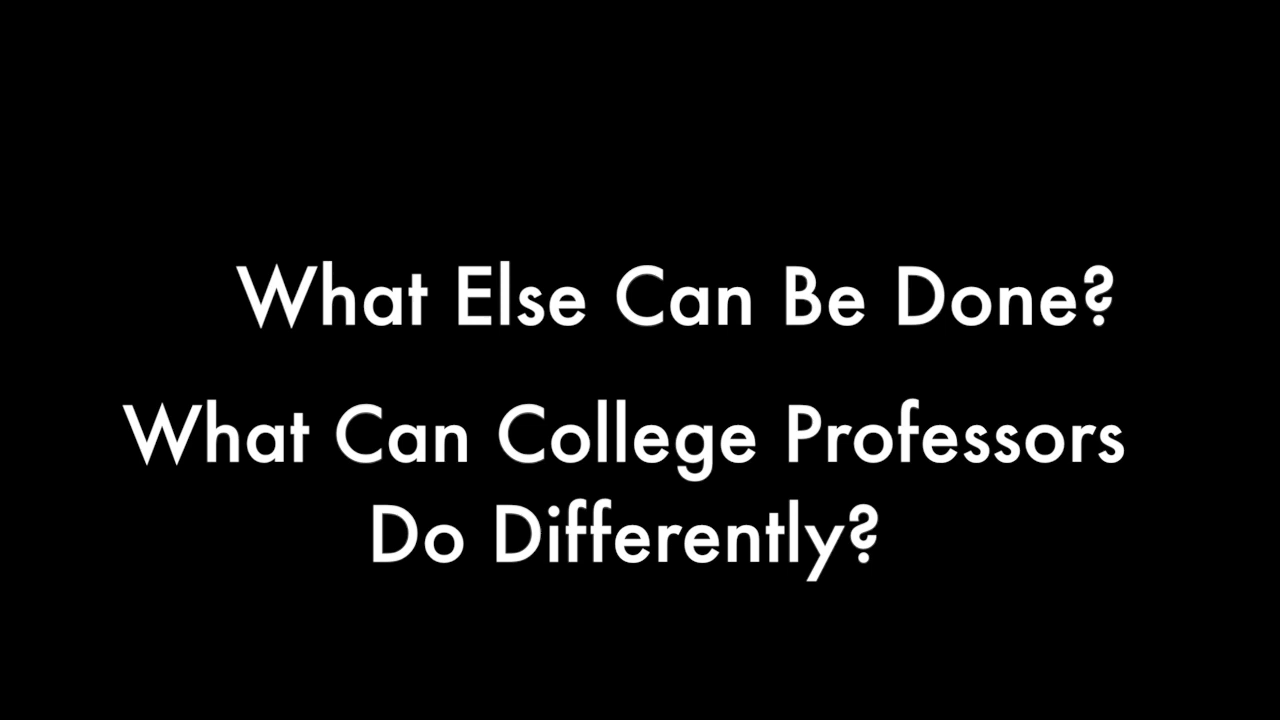 What Else Can Be Done?
What Can College Professors
Do Differently?